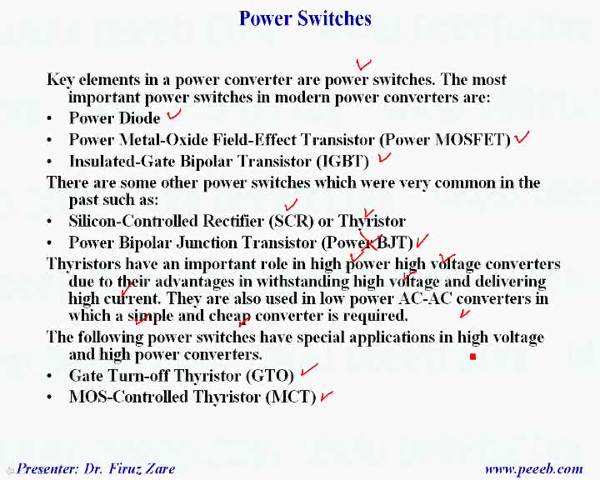 Power Switches
Key elements in a power converter are power switches. The most
important power switches in modern power converters are:
• Power Diode
• Power Metal-Oxide Field-Effect Transistor (Power MOSFET)
• Insulated-Gate Bipolar Transistor (IGBT)
There are some other power switches which were very common in the
past such as:
• Silicon-Controlled Rectifier (SCR) or Thyristor
• Power Bipolar Junction Transistor (Power BJT)
Thyristors have an important role in high power high voltage converters
due to their advantages in withstanding high voltage and delivering
high current. They are also used in low power AC-AC converters in
which a simple and cheap converter is required.
The following power switches have special applications in high voltage
and high power converters.
• Gate Turn-off Thyristor (GTO)
• MOS-Controlled Thyristor (MCT)
Presenter: Dr. Firuz Zare
www.peeeb.com